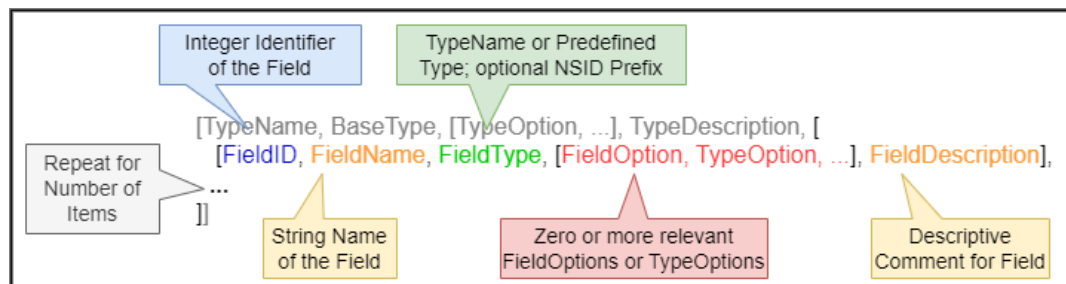 Integer Identifier
of the Field
TypeName or Predefined
Type; optional NSID Prefix
[TypeName, BaseType, [TypeOption, ...], TypeDescription, [
[FieldID, FieldName, FieldType, [FieldOption, TypeOption, ...], FieldDescription],
...
]]
Repeat for
Number of
Items
String Name
of the Field
Zero or more relevant
FieldOptions or TypeOptions
Descriptive
Comment for Field